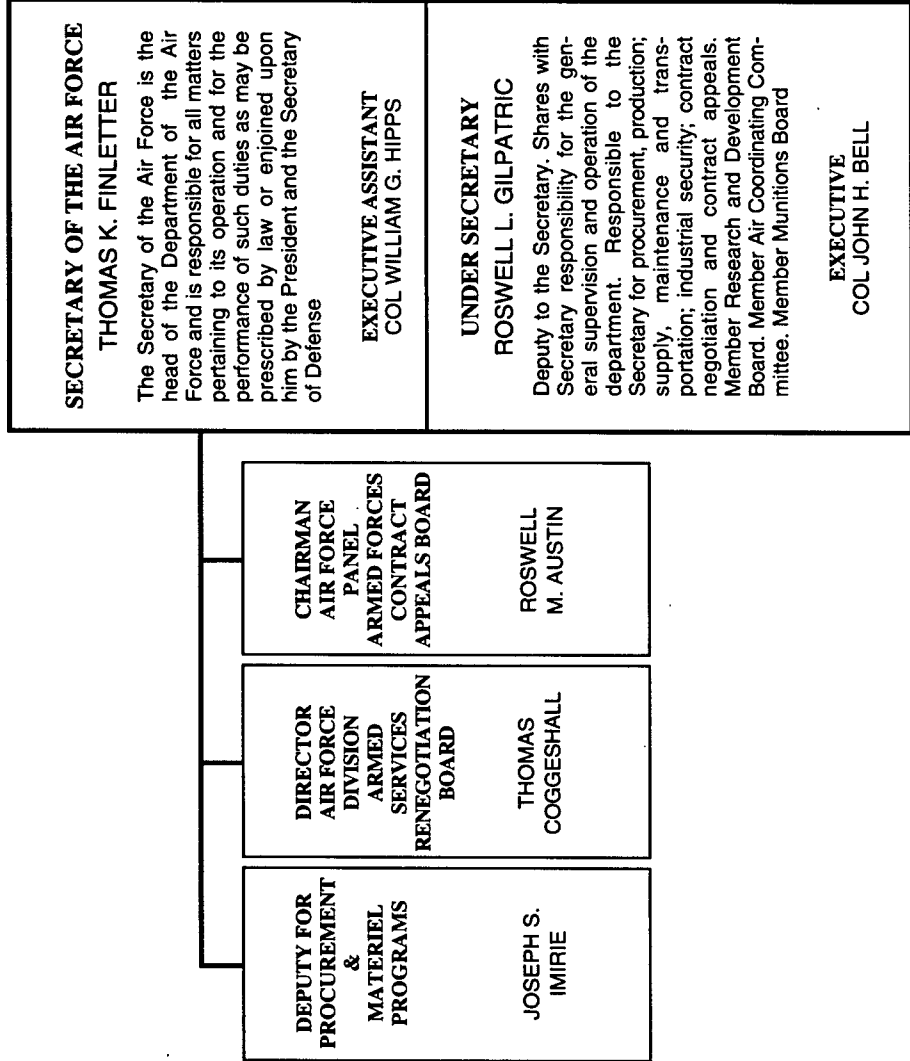 SECRETARY OF THE AIR FORCE
THOMAS K. FINLETTER
The Secretary of the Air Force is the
head of the Department of the Air
Force and is responsible for all matters
pertaining to its operation and for the
performance of such duties as may be
prescribed by law or enjoined upon
him by the President and the Secretary
of Defense
EXECUTIVE ASSISTANT
COL WILLIAM G. HIPPS
UNDER SECRETARY
ROSWELL L. GILPATRIC
Deputy to the Secretary. Shares with
Secretary responsibility for the gen-
eral supervision and operation of the
department. Responsible to the
Secretary for procurement, production;
supply, maintenance and trans-
portation; industrial security; contract
negotiation and contract appeals.
Member Research and Development
Board. Member Air Coordinating Com-
mittee. Member Munitions Board
EXECUTIVE
COL JOHN H. BELL
DEPUTY FOR
PROCUREMENT
&
MATERIEL
PROGRAMS
JOSEPH S.
IMIRIE
DIRECTOR
AIR FORCE
DIVISION
ARMED
SERVICES
RENEGOTIATION
BOARD
THOMAS
COGGESHALL
CHAIRMAN
AIR FORCE
PANEL
ARMED FORCES
CONTRACT
APPEALS BOARD
ROSWELL
M. AUSTIN